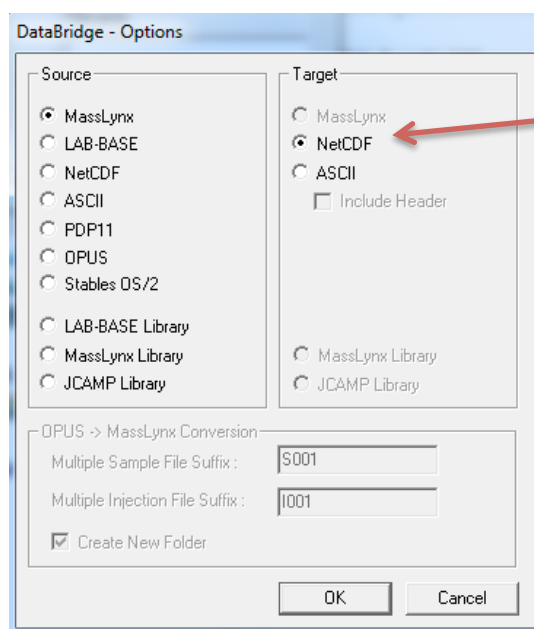 DataBridge - Options
Source
MassLynx
LAB-BASE
NetCDF
ASCII
PDP11
OPUS
Stables OS/2
LAB-BASE Library
MassLynx Library
JCAMP Library
Target
MassLynx
NetCDF
ASCII
Include Header
MassLynx Library
JCAMP Library
OPUS -> MassLynx Conversion
Multiple Sample File Suffix : S001
Multiple Injection File Suffix : I001
Create New Folder
OK Cancel